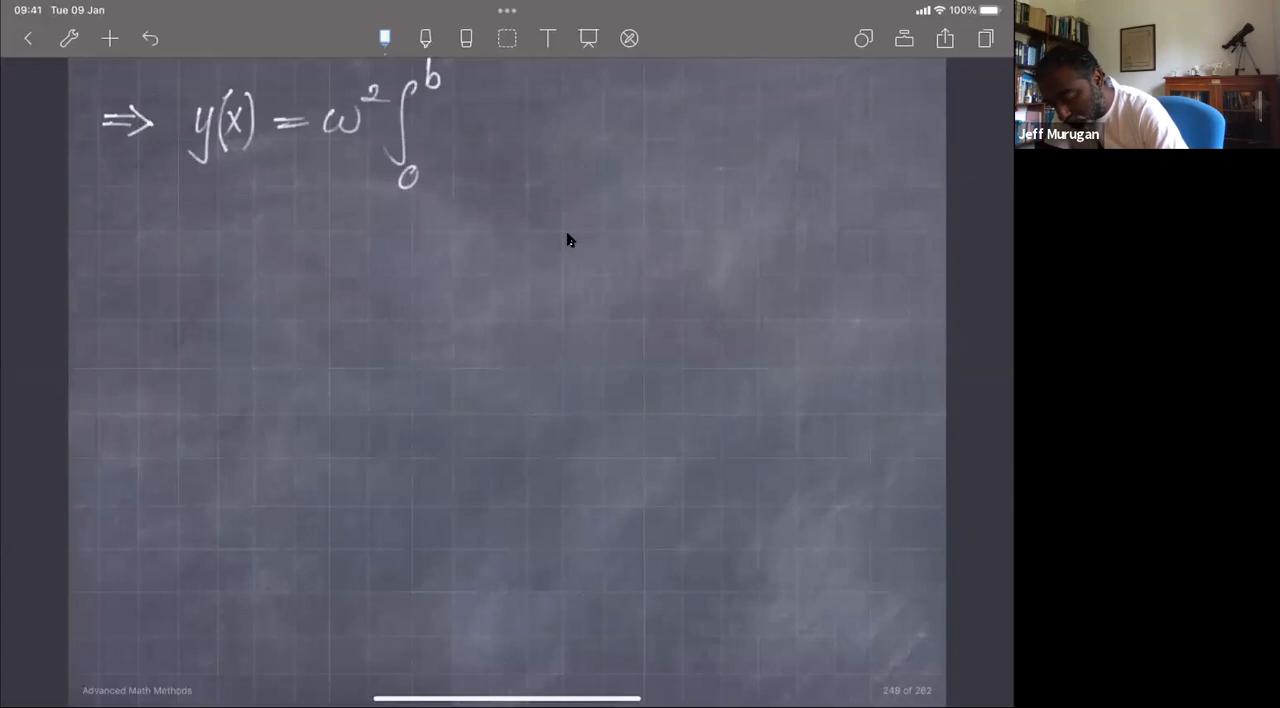 09:41 Tue 09 Jan
100%
Jeff Murugan
⇒ y(x) = ω² ∫₀ᵇ
Advanced Math Methods
249 of 262